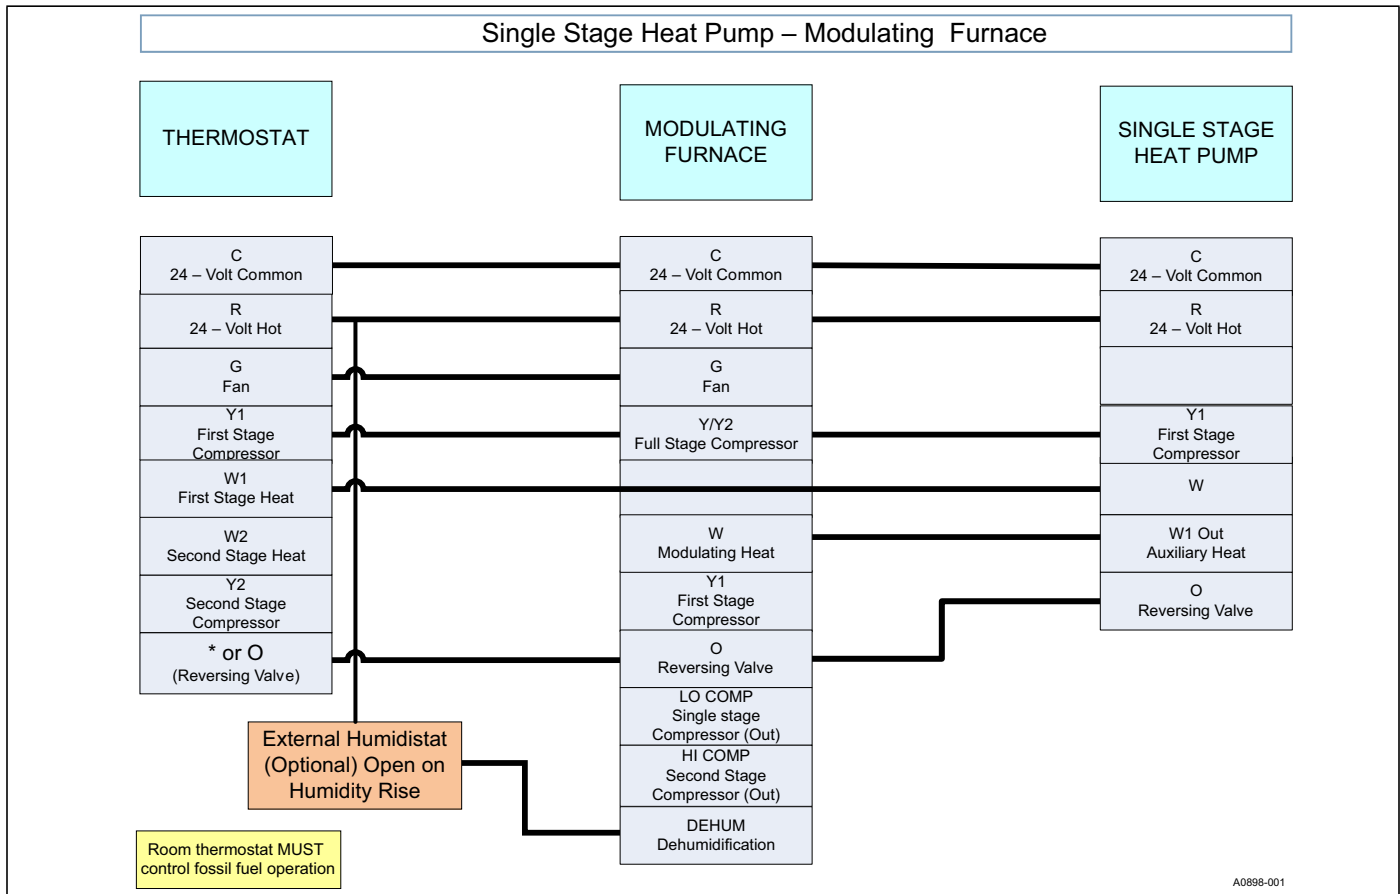 Single Stage Heat Pump – Modulating  Furnace
THERMOSTAT
MODULATING
FURNACE
SINGLE STAGE
HEAT PUMP
C
24 – Volt Common
R
24 – Volt Hot
G
Fan
Y1
First Stage
Compressor
W1
First Stage Heat
W2
Second Stage Heat
Y2
Second Stage
Compressor
* or O
(Reversing Valve)
C
24 – Volt Common
R
24 – Volt Hot
G
Fan
Y/Y2
Full Stage Compressor
W
Modulating Heat
Y1
First Stage
Compressor
O
Reversing Valve
LO COMP
Single stage
Compressor (Out)
HI COMP
Second Stage
Compressor (Out)
DEHUM
Dehumidification
C
24 – Volt Common
R
24 – Volt Hot
Y1
First Stage
Compressor
W
W1 Out
Auxiliary Heat
O
Reversing Valve
External Humidistat
(Optional) Open on
Humidity Rise
Room thermostat MUST
control fossil fuel operation
A0898-001